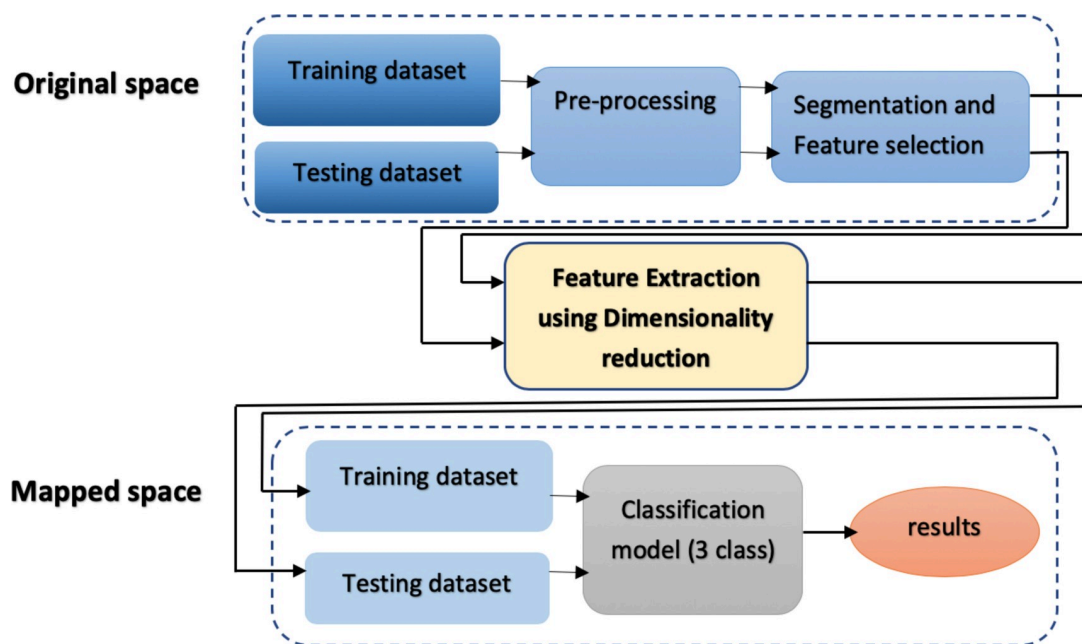 Original space
Training dataset
Testing dataset
Pre-processing
Segmentation and
Feature selection
Feature Extraction
using Dimensionality
reduction
Mapped space
Training dataset
Testing dataset
Classification
model (3 class)
results